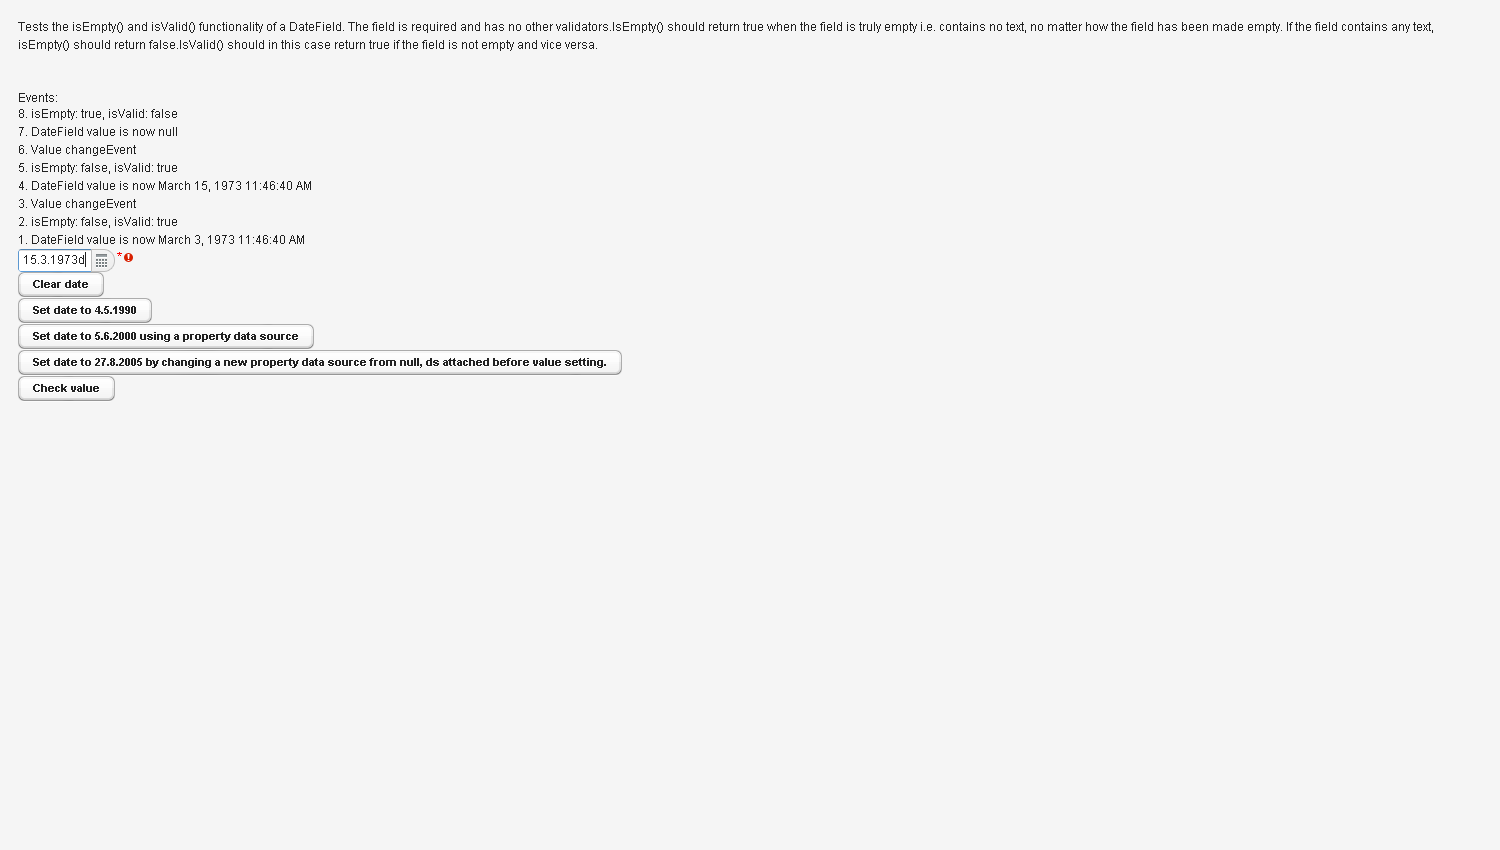 Tests the isEmpty() and isValid() functionality of a DateField. The field is required and has no other validators.IsEmpty() should return true when the field is truly empty i.e. contains no text, no matter how the field has been made empty. If the field contains any text,
isEmpty() should return false.IsValid() should in this case return true if the field is not empty and vice versa.
Events:
8. isEmpty: true, isValid: false
7. DateField value is now null
6. Value changeEvent
5. isEmpty: false, isValid: true
4. DateField value is now March 15, 1973 11:46:40 AM
3. Value changeEvent
2. isEmpty: false, isValid: true
1. DateField value is now March 3, 1973 11:46:40 AM
15.3.1973d *
Clear date
Set date to 4.5.1990
Set date to 5.6.2000 using a property data source
Set date to 27.8.2005 by changing a new property data source from null, ds attached before value setting.
Check value